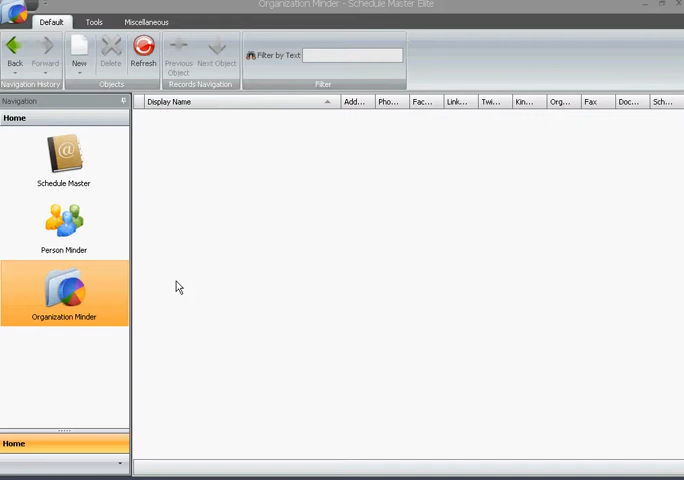 Organization Minder - Schedule Master Elite
Default Tools Miscellaneous
Back Forward New Delete Refresh Previous Object Next Object Filter by Text
Navigation History Objects Records Navigation Filter
Navigation
Home
Schedule Master
Person Minder
Organization Minder
Home
Display Name Add... Pho... Fac... Link... Twi... Kin... Org... Fax Doc... Sch...